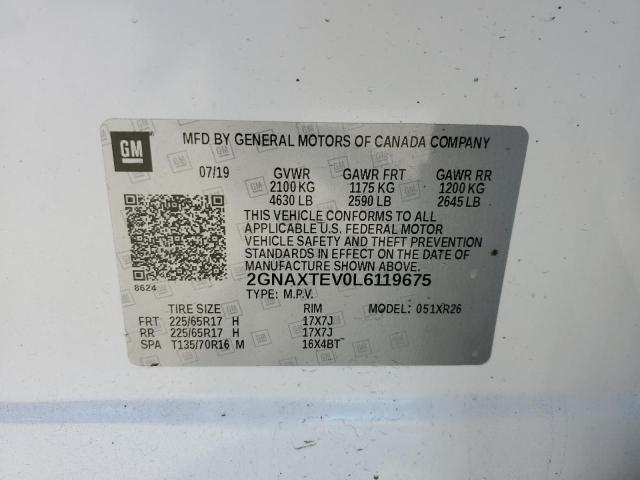 GM MFD BY GENERAL MOTORS OF CANADA COMPANY
07/19 GVWR GAWR FRT GAWR RR
2100 KG 1175 KG 1200 KG
4630 LB 2590 LB 2645 LB
THIS VEHICLE CONFORMS TO ALL
APPLICABLE U.S. FEDERAL MOTOR
VEHICLE SAFETY AND THEFT PREVENTION
STANDARDS IN EFFECT ON THE DATE OF
MANUFACTURE SHOWN ABOVE.
8624 2GNAXTEV0L6119675
TYPE: M.P.V.
TIRE SIZE RIM MODEL: 051XR26
FRT 225/65R17 H 17X7J
RR 225/65R17 H 17X7J
SPA T135/70R16 M 16X4BT